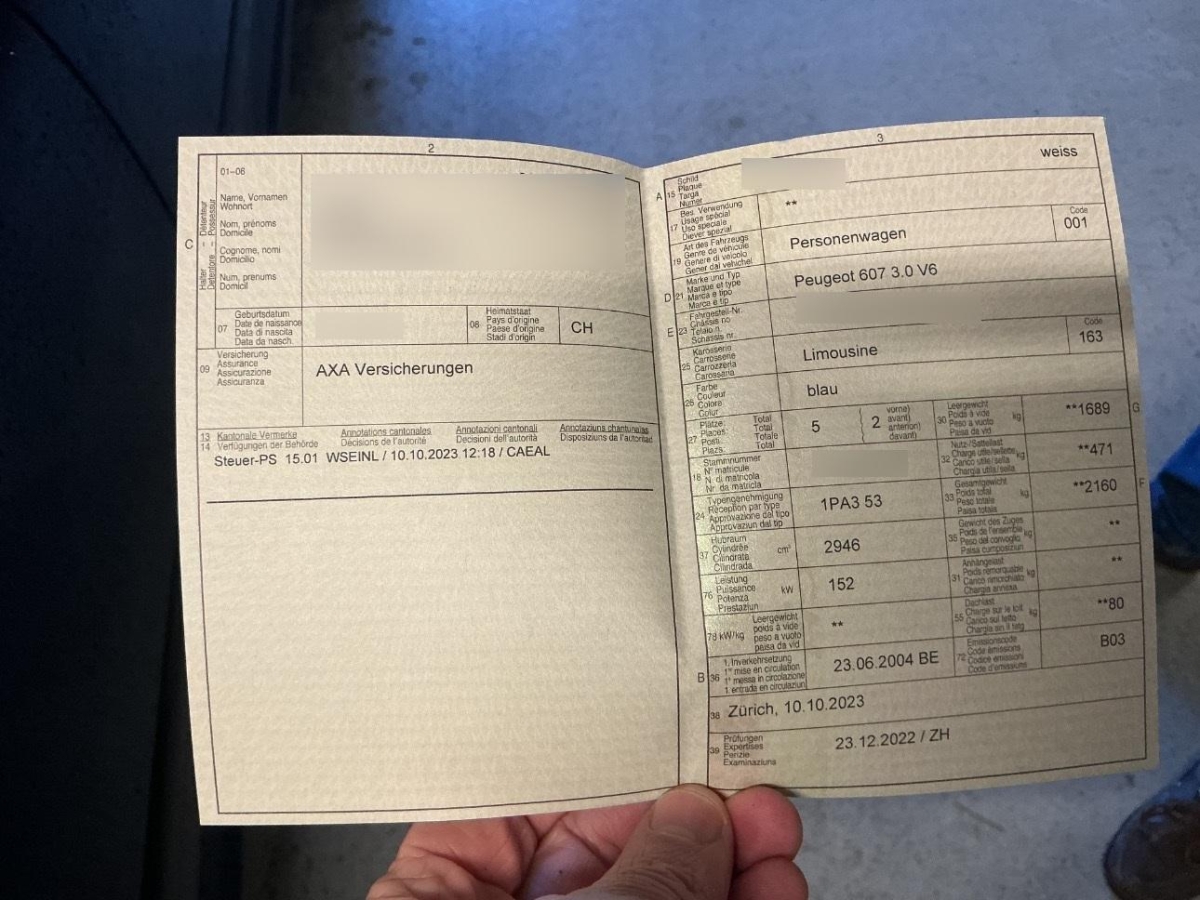 2
C
Halter - Détenteur
Detentore - Possessur
01–06
Name, Vornamen
Wohnort
Nom, prénoms
Domicile
Cognome, nomi
Domicilio
Num, prenums
Domicil
07
Geburtsdatum
Date de naissance
Data di nascita
Data da nasch.
08
Heimatstaat
Pays d'origine
Paese d'origine
Stadi d'origin
CH
09
Versicherung
Assurance
Assicurazione
Assicuranza
AXA Versicherungen
13 Kantonale Vermerke Annotations cantonales Annotazioni cantonali Annotaziuns chantunalas
14 Verfügungen der Behörde Décisions de l'autorité Decisioni dell'autorità Disposiziuns da l'autoritad
Steuer-PS 15.01 WSEINL / 10.10.2023 12:18 / CAEAL
3
A 15
Schild
Plaque
Targa
Numer
weiss
17
Bes. Verwendung
Usage spécial
Uso speciale
Diever spezial
**
19
Art des Fahrzeugs
Genre de véhicule
Genere di veicolo
Gener dal vehichel
Personenwagen
Code
001
D 21
Marke und Typ
Marque et type
Marca e tipo
Marca e tip
Peugeot 607 3.0 V6
E 23
Fahrgestell-Nr.
Châssis no
Telaio n.
Schassis nr.
25
Karosserie
Carrosserie
Carrozzeria
Carossaria
Limousine
Code
163
26
Farbe
Couleur
Colore
Colur
blau
27
Plätze: Total
Places: Total
Posti: Totale
Plazs: Total
5
2
vorne)
avant)
anteriori)
davant)
30
Leergewicht
Poids à vide kg
Peso a vuoto
Paisa da vid
**1689
G
18
Stammnummer
N° matricule
N. di matricola
Nr. da matricla
32
Nutz-/Sattellast
Charge utile/sellette kg
Carico utile/sella
Chargia utila/sella
**471
24
Typengenehmigung
Réception par type
Approvazione del tipo
Approvaziun dal tip
1PA3 53
33
Gesamtgewicht
Poids total kg
Peso totale
Paisa totala
**2160
F
37
Hubraum
Cylindrée cm³
Cilindrata
Cilindrada
2946
35
Gewicht des Zuges
Poids de l'ensemble kg
Peso del convoglio
Paisa cumposiziun
**
76
Leistung
Puissance kW
Potenza
Prestaziun
152
31
Anhängelast
Poids remorquable kg
Carico rimorchiato
Chargia annexa
**
78 kW/kg
Leergewicht
poids à vide
peso a vuoto
paisa da vid
**
55
Dachlast
Charge sur le toit kg
Carico sul tetto
Chargia sin il tetg
**80
B 36
1. Inverkehrsetzung
1re mise en circulation
1a messa in circolazione
1. entrada en circulaziun
23.06.2004 BE
72
Emissionscode
Code émissions
Codice emissioni
Code d'emissiuns
B03
38 Zürich, 10.10.2023
39
Prüfungen
Expertises
Perizie
Examinaziuns
23.12.2022 / ZH